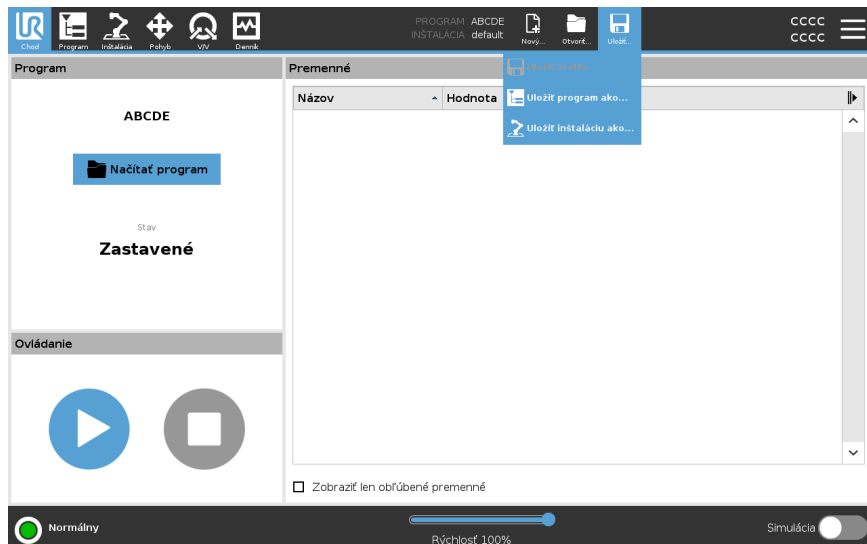 PROGRAM ABCDE
INŠTALÁCIA default
CCCC
CCCC
Chod
Program
Inštalácia
Pohyb
V/V
Denník
Nový...
Otvoriť...
Uložiť...
Program
Premenné
Uložiť všetko
Uložiť program ako...
Uložiť inštaláciu ako...
Názov
Hodnota
ABCDE
Načítať program
Stav
Zastavené
Ovládanie
Zobraziť len obľúbené premenné
Normálny
Rýchlosť 100%
Simulácia